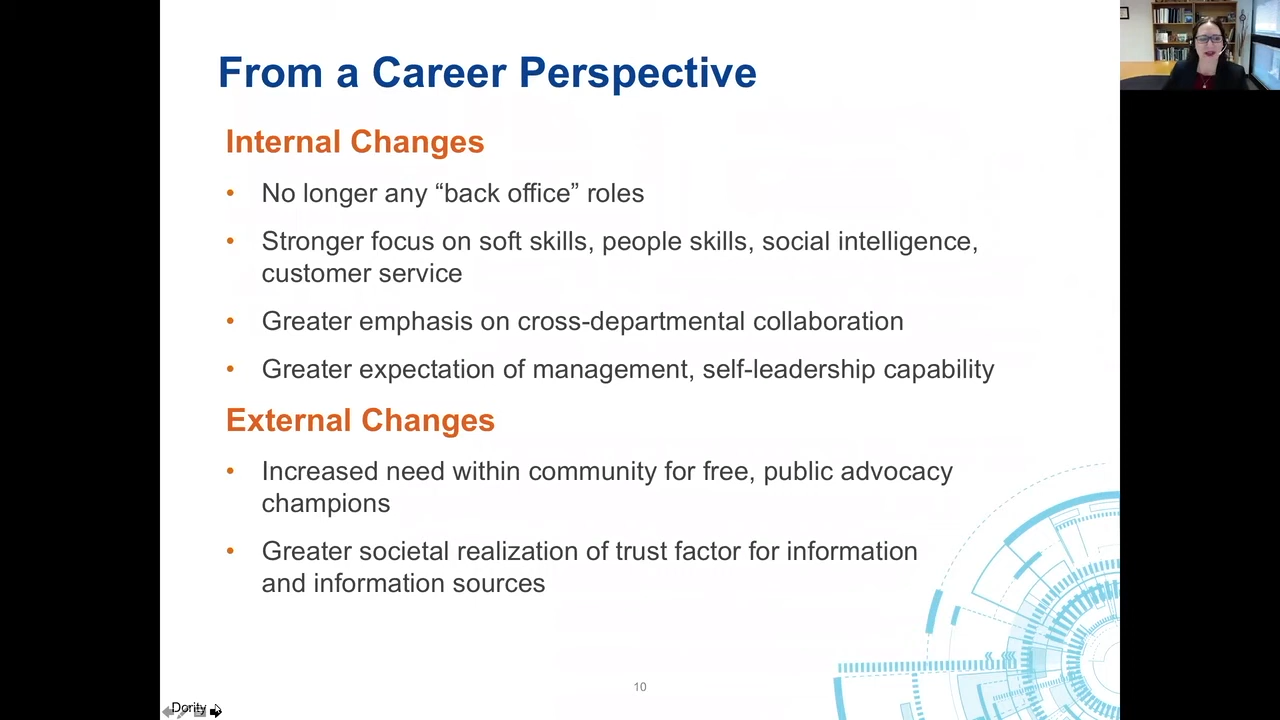 From a Career Perspective
Internal Changes
• No longer any “back office” roles
• Stronger focus on soft skills, people skills, social intelligence,
customer service
• Greater emphasis on cross-departmental collaboration
• Greater expectation of management, self-leadership capability
External Changes
• Increased need within community for free, public advocacy
champions
• Greater societal realization of trust factor for information
and information sources
10
Dority